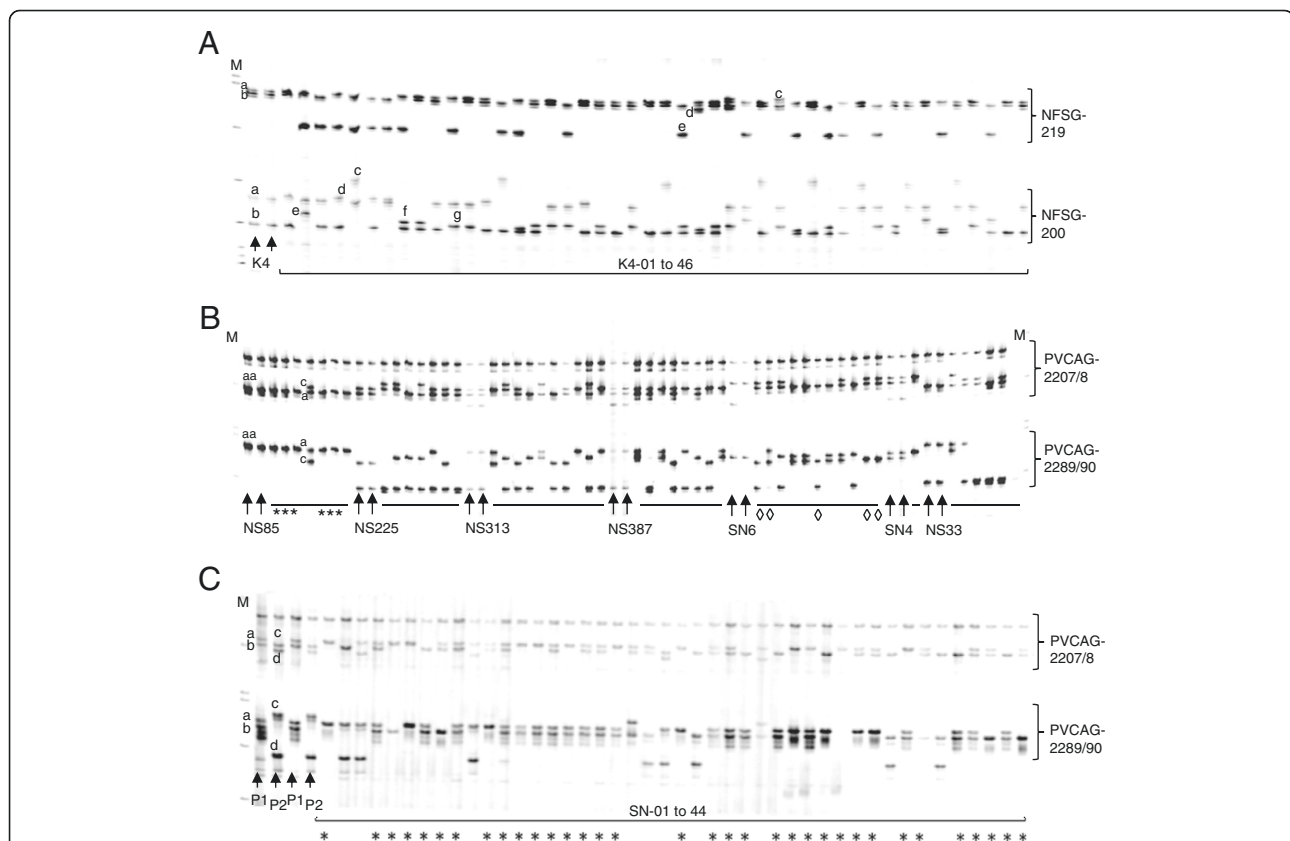 A
M
a
b
c
d
e
NFSG-
219
a
b
c
d
e
f
g
NFSG-
200
K4
K4-01 to 46
B
M
M
aa
c
a
PVCAG-
2207/8
aa
a
c
PVCAG-
2289/90
*** ***
◊◊ ◊ ◊◊
NS85 NS225 NS313 NS387 SN6 SN4 NS33
C
M
a
b
c
d
PVCAG-
2207/8
a
b
c
d
PVCAG-
2289/90
P1 P2 P1 P2
SN-01 to 44
* * * * * * * * * * * * * * * * * * * * * * * * * * * * * * * * * * *